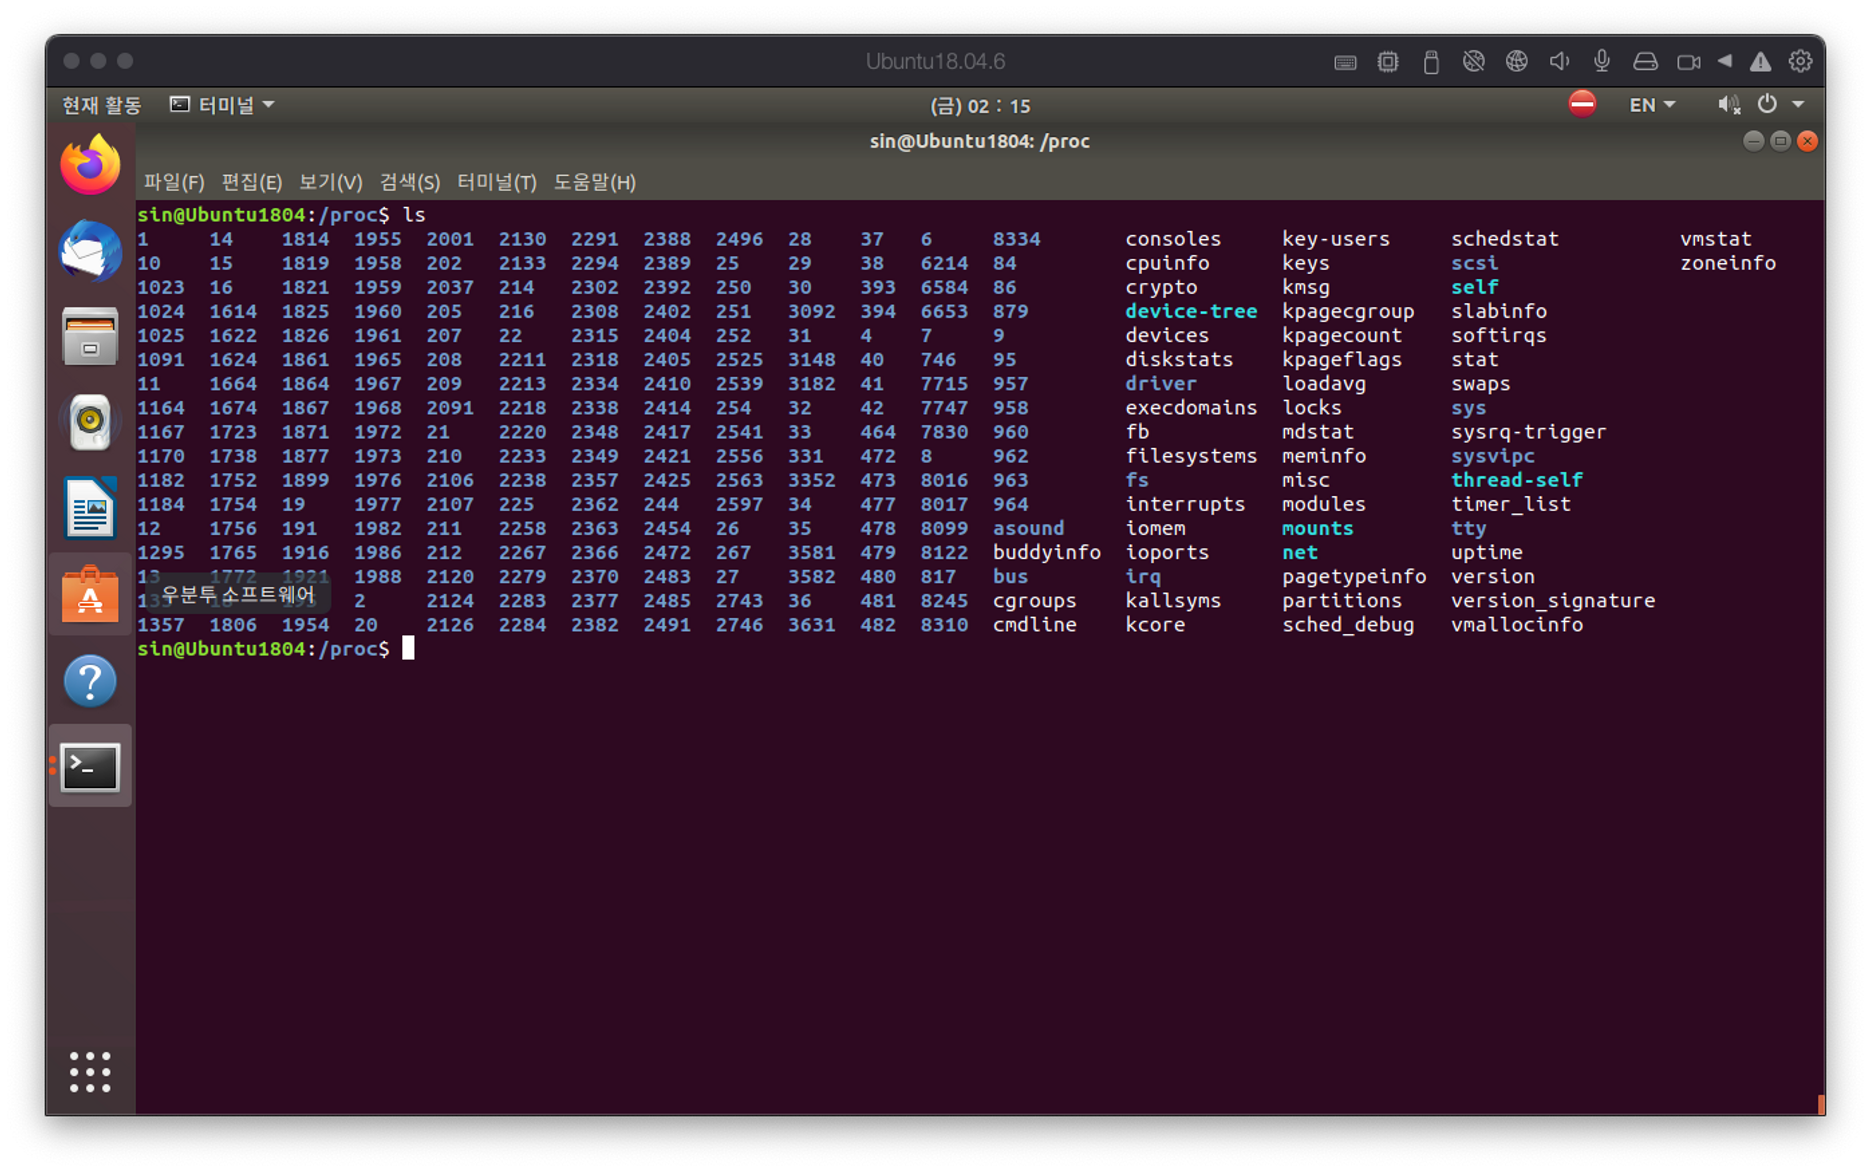 Ubuntu18.04.6
현재 활동 터미널 (금) 02 : 15 EN
sin@Ubuntu1804: /proc
파일(F) 편집(E) 보기(V) 검색(S) 터미널(T) 도움말(H)
sin@Ubuntu1804:/proc$ ls
1 14 1814 1955 2001 2130 2291 2388 2496 28 37 6 8334 consoles key-users schedstat vmstat
10 15 1819 1958 202 2133 2294 2389 25 29 38 6214 84 cpuinfo keys scsi zoneinfo
1023 16 1821 1959 2037 214 2302 2392 250 30 393 6584 86 crypto kmsg self
1024 1614 1825 1960 205 216 2308 2402 251 3092 394 6653 879 device-tree kpagecgroup slabinfo
1025 1622 1826 1961 207 22 2315 2404 252 31 4 7 9 devices kpagecount softirqs
1091 1624 1861 1965 208 2211 2318 2405 2525 3148 40 746 95 diskstats kpageflags stat
11 1664 1864 1967 209 2213 2334 2410 2539 3182 41 7715 957 driver loadavg swaps
1164 1674 1867 1968 2091 2218 2338 2414 254 32 42 7747 958 execdomains locks sys
1167 1723 1871 1972 21 2220 2348 2417 2541 33 464 7830 960 fb mdstat sysrq-trigger
1170 1738 1877 1973 210 2233 2349 2421 2556 331 472 8 962 filesystems meminfo sysvipc
1182 1752 1899 1976 2106 2238 2357 2425 2563 3352 473 8016 963 fs misc thread-self
1184 1754 19 1977 2107 225 2362 244 2597 34 477 8017 964 interrupts modules timer_list
12 1756 191 1982 211 2258 2363 2454 26 35 478 8099 asound iomem mounts tty
1295 1765 1916 1986 212 2267 2366 2472 267 3581 479 8122 buddyinfo ioports net uptime
13 1772 1921 1988 2120 2279 2370 2483 27 3582 480 817 bus irq pagetypeinfo version
우분투 소프트웨어 2 2124 2283 2377 2485 2743 36 481 8245 cgroups kallsyms partitions version_signature
1357 1806 1954 20 2126 2284 2382 2491 2746 3631 482 8310 cmdline kcore sched_debug vmallocinfo
sin@Ubuntu1804:/proc$